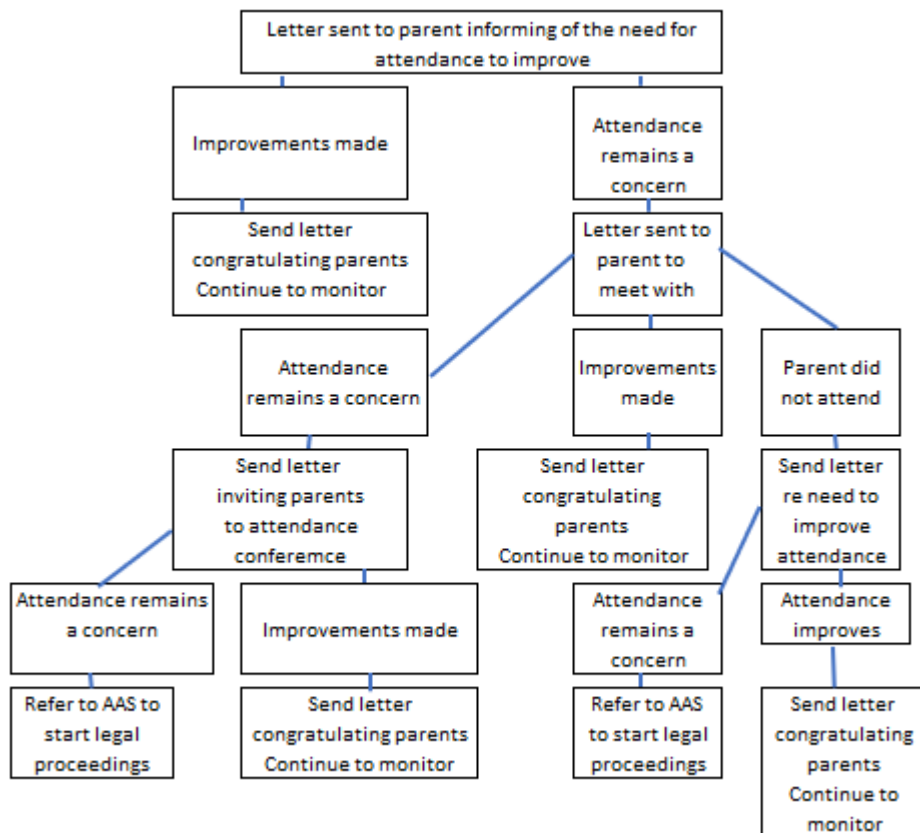 Letter sent to parent informing of the need for
attendance to improve
Improvements made
Attendance
remains a
concern
Send letter
congratulating parents
Continue to monitor
Letter sent to
parent to
meet with
Attendance
remains a concern
Improvements
made
Parent did
not attend
Send letter
inviting parents
to attendance
conferemce
Send letter
congratulating
parents
Continue to monitor
Send letter
re need to
improve
attendance
Attendance remains
a concern
Improvements made
Attendance
remains a
concern
Attendance
improves
Refer to AAS to
start legal
proceedings
Send letter
congratulating parents
Continue to monitor
Refer to AAS
to start legal
proceedings
Send letter
congratulating
parents
Continue to
monitor